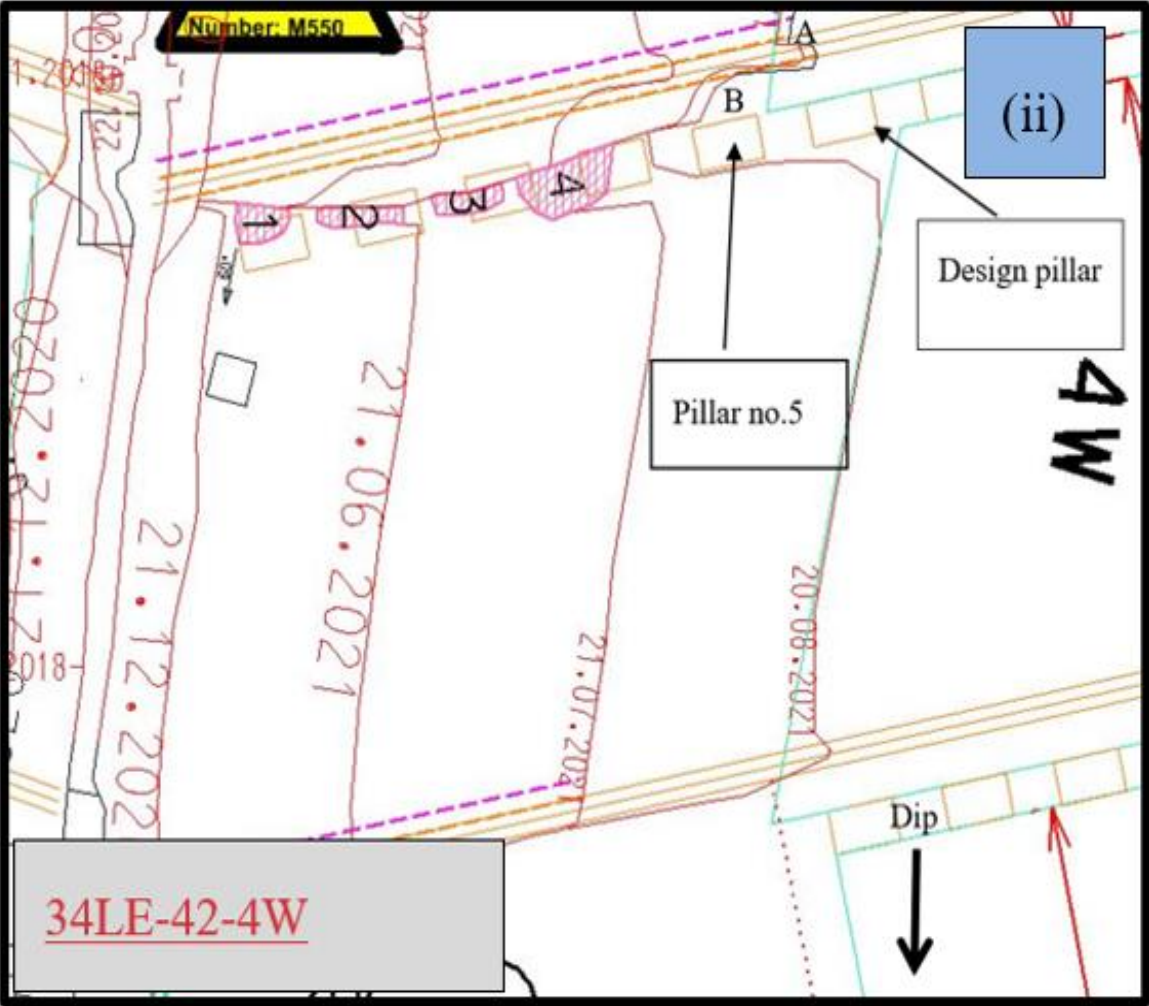 Number: M550
A
B
(ii)
1
2
3
4
Design pillar
Pillar no.5
4W
21.06.2021
21.12.202
21.07.2021
20.08.2021
2018
Dip
34LE-42-4W